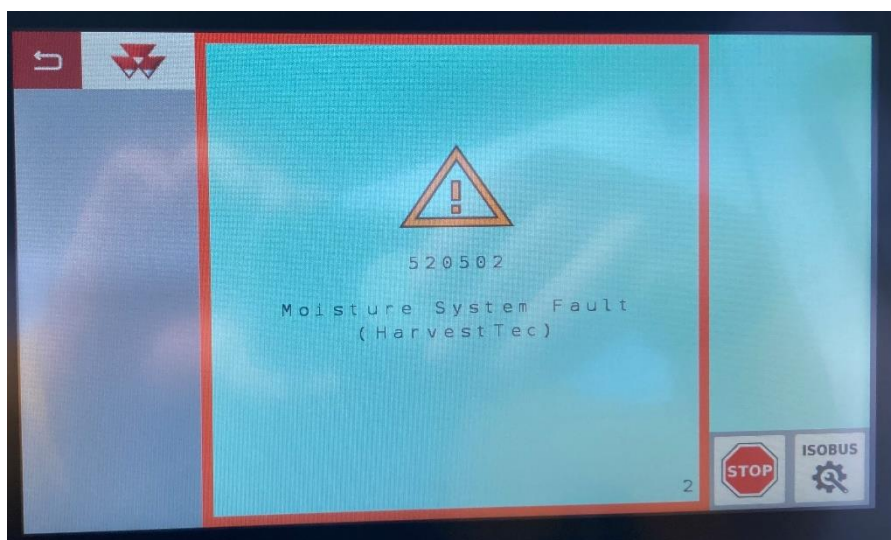 520502
Moisture System Fault
(HarvestTec)
2
STOP
ISOBUS